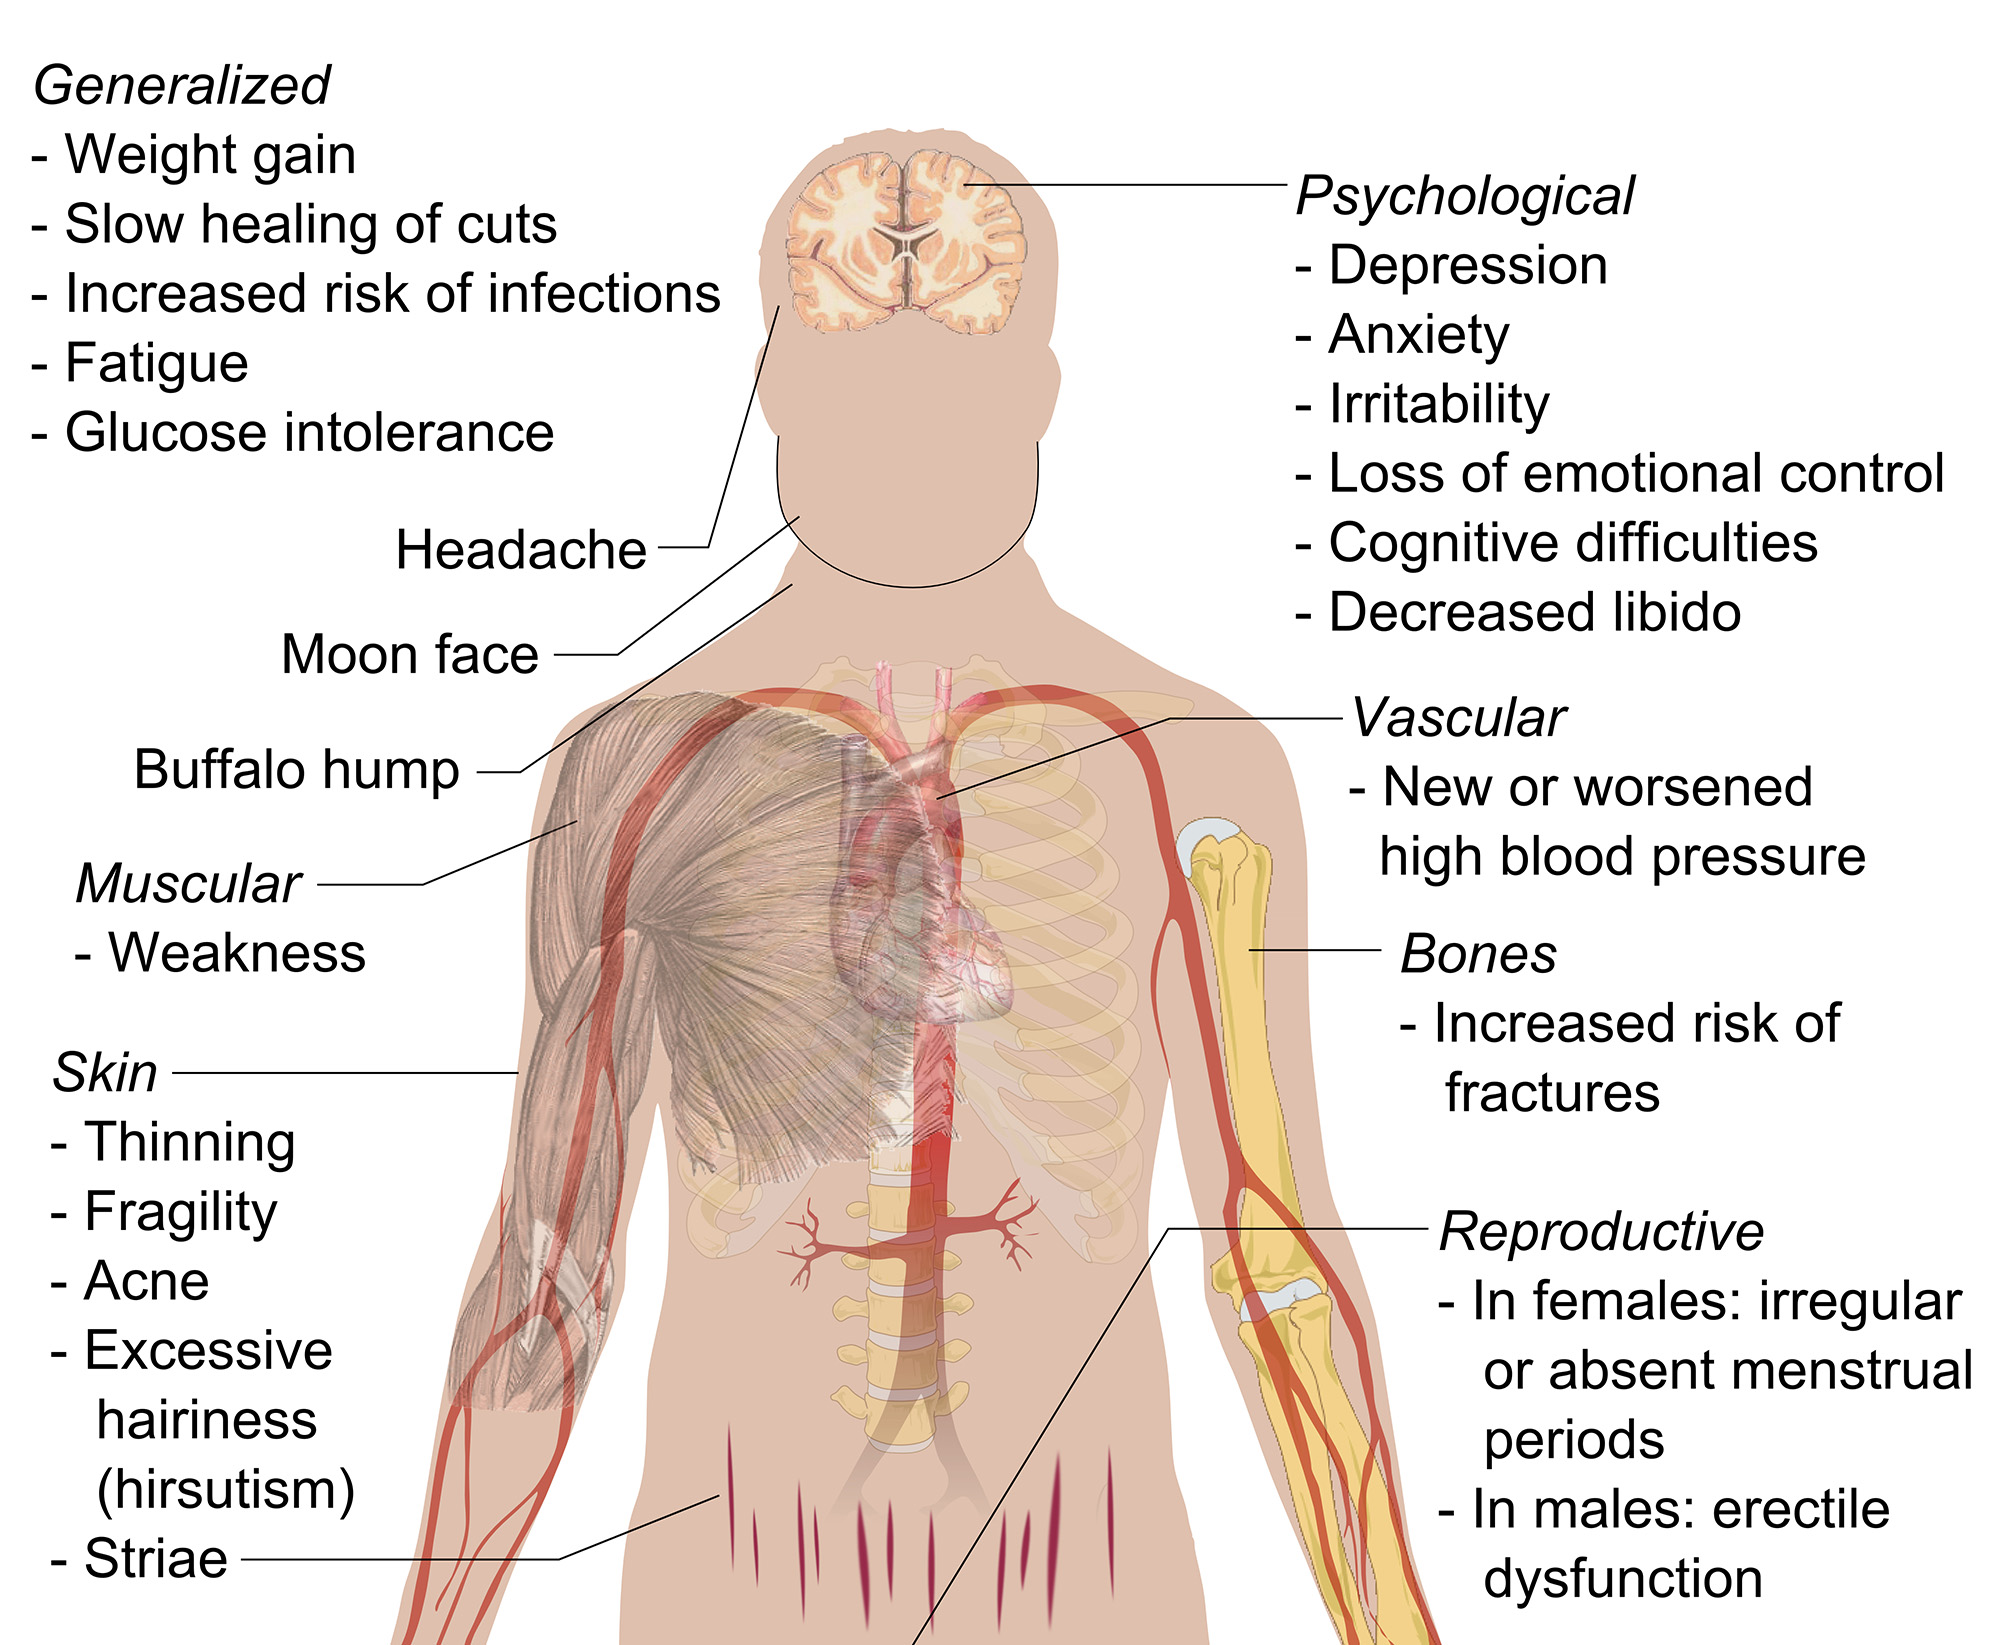 Generalized
- Weight gain
- Slow healing of cuts
- Increased risk of infections
- Fatigue
- Glucose intolerance
Headache
Moon face
Buffalo hump
Muscular
- Weakness
Skin
- Thinning
- Fragility
- Acne
- Excessive
hairiness
(hirsutism)
- Striae
Psychological
- Depression
- Anxiety
- Irritability
- Loss of emotional control
- Cognitive difficulties
- Decreased libido
Vascular
- New or worsened
high blood pressure
Bones
- Increased risk of
fractures
Reproductive
- In females: irregular
or absent menstrual
periods
- In males: erectile
dysfunction